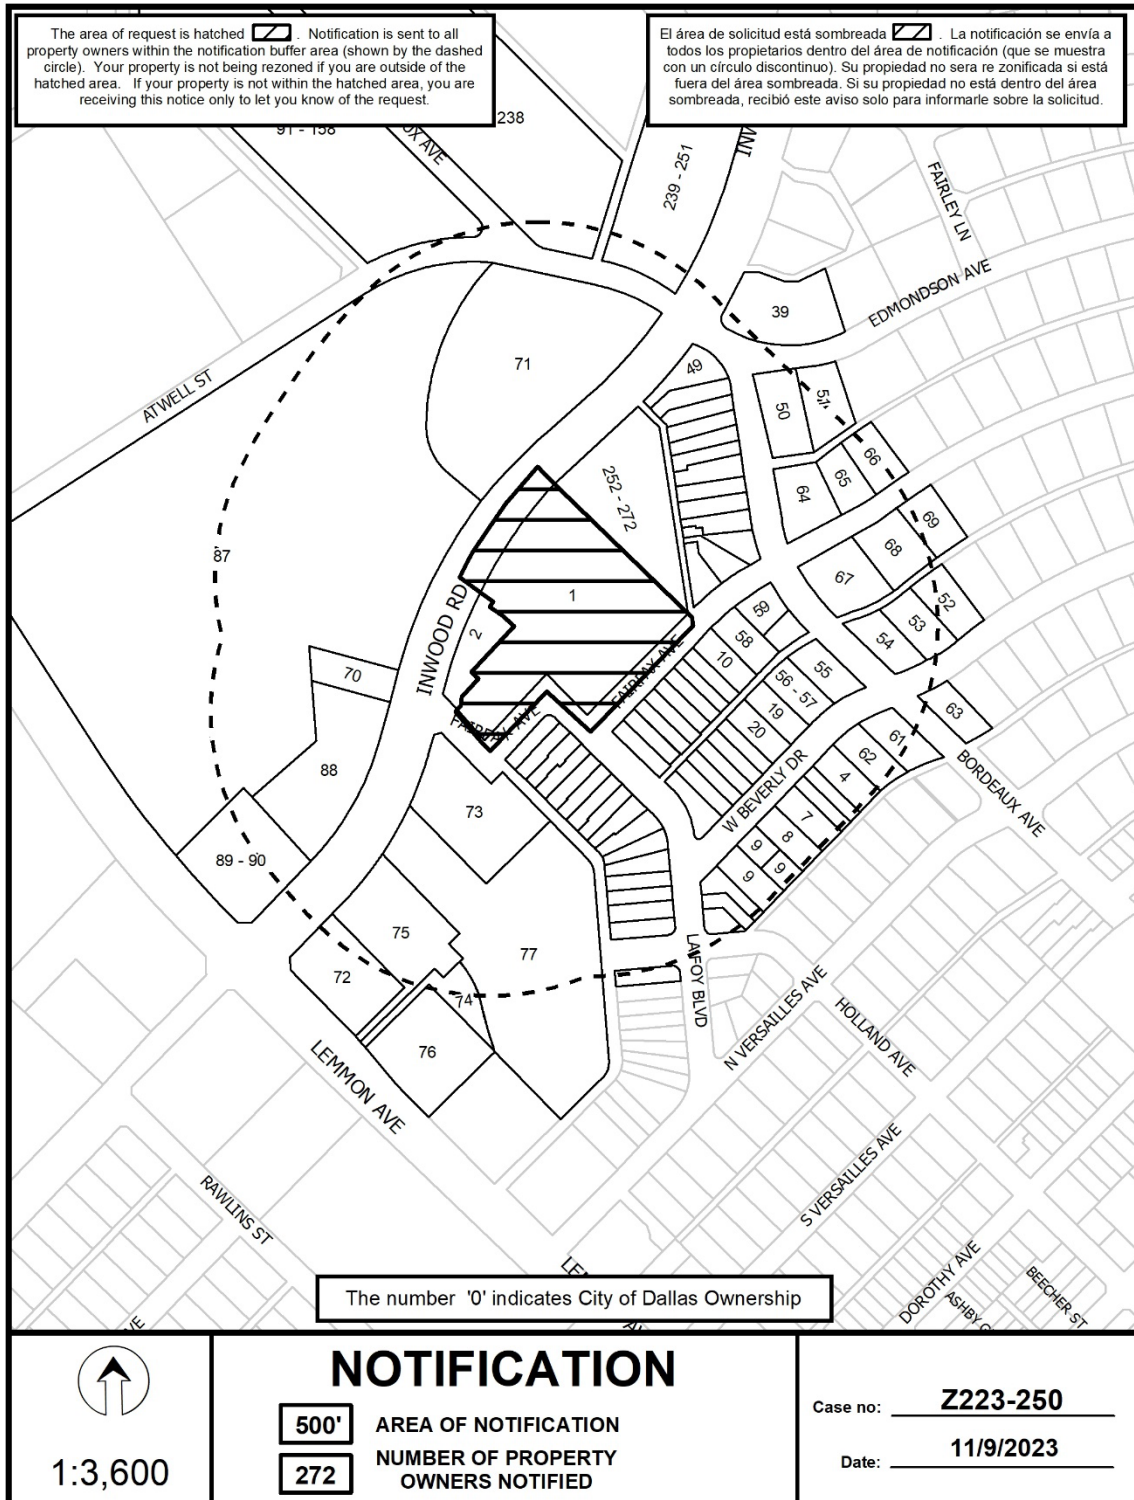 The area of request is hatched . Notification is sent to all
property owners within the notification buffer area (shown by the dashed
circle). Your property is not being rezoned if you are outside of the
hatched area. If your property is not within the hatched area, you are
receiving this notice only to let you know of the request.
El área de solicitud está sombreada . La notificación se envía a
todos los propietarios dentro del área de notificación (que se muestra
con un círculo discontinuo). Su propiedad no sera re zonificada si está
fuera del área sombreada. Si su propiedad no está dentro del área
sombreada, recibió este aviso solo para informarle sobre la solicitud.
91 - 158
238
239 - 251
FAIRLEY LN
EDMONDSON AVE
39
71
49
ATWELL ST
50
51
66
65
64
252 - 272
69
68
67
87
1
59
52
53
54
INWOOD RD
2
58
10
FAIRFAX AVE
55
56 - 57
70
19
20
63
FAIRFAX AVE
61
62
4
W BEVERLY DR
BORDEAUX AVE
88
73
7
8
9
9
9
89 - 90
75
77
72
74
LAFOY BLVD
N VERSAILLES AVE
HOLLAND AVE
76
LEMMON AVE
S VERSAILLES AVE
RAWLINS ST
DOROTHY AVE
BEECHER ST
The number '0' indicates City of Dallas Ownership
1:3,600
NOTIFICATION
500' AREA OF NOTIFICATION
272 NUMBER OF PROPERTY
OWNERS NOTIFIED
Case no: Z223-250
Date: 11/9/2023